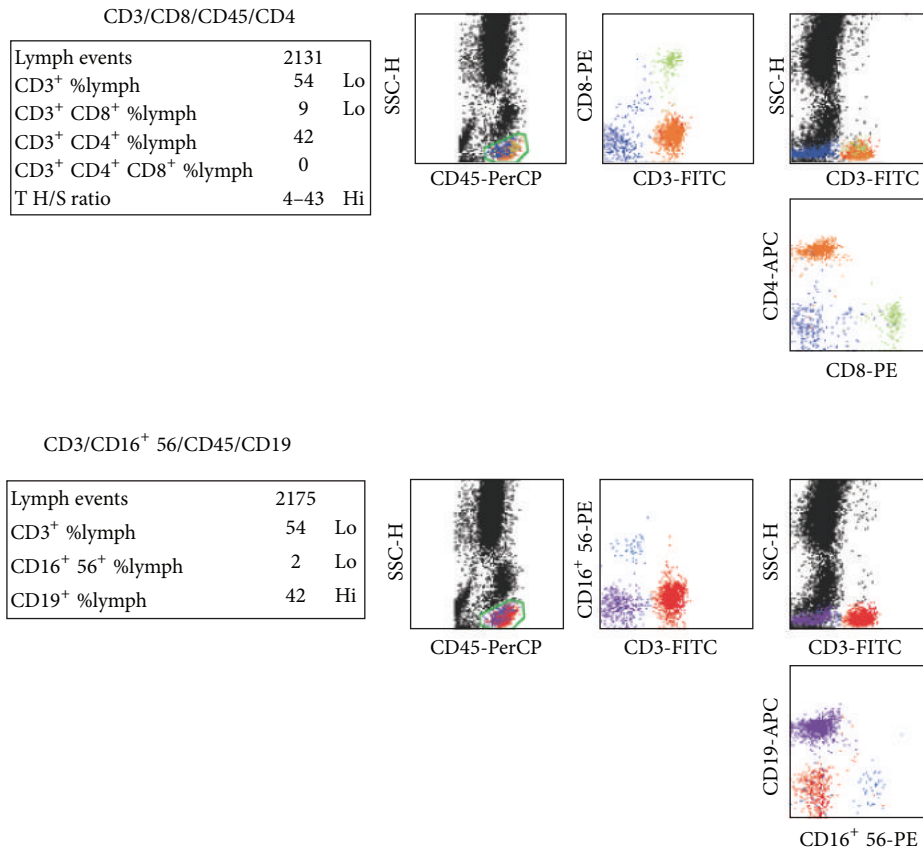 CD3/CD8/CD45/CD4
Lymph events 2131
CD3⁺ %lymph 54 Lo
CD3⁺ CD8⁺ %lymph 9 Lo
CD3⁺ CD4⁺ %lymph 42
CD3⁺ CD4⁺ CD8⁺ %lymph 0
T H/S ratio 4–43 Hi
SSC-H
CD45-PerCP
CD8-PE
CD3-FITC
SSC-H
CD3-FITC
CD4-APC
CD8-PE
CD3/CD16⁺ 56/CD45/CD19
Lymph events 2175
CD3⁺ %lymph 54 Lo
CD16⁺ 56⁺ %lymph 2 Lo
CD19⁺ %lymph 42 Hi
SSC-H
CD45-PerCP
CD16⁺ 56-PE
CD3-FITC
SSC-H
CD3-FITC
CD19-APC
CD16⁺ 56-PE